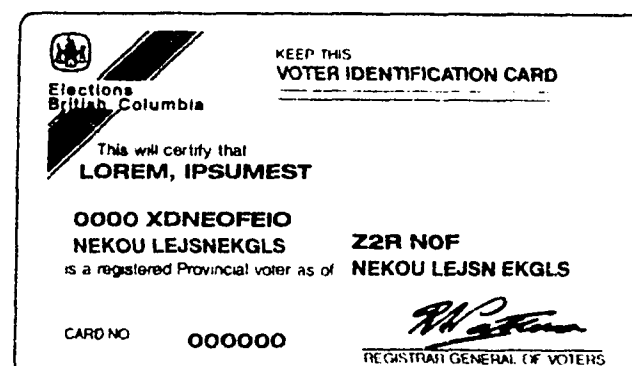 KEEP THIS
VOTER IDENTIFICATION CARD
Elections
British Columbia
This will certify that
LOREM, IPSUMEST
0000 XDNEOFEIO
NEKOU LEJSNEKGLS
Z2R N0F
is a registered Provincial voter as of
NEKOU LEJSN EKGLS
CARD NO
000000
REGISTRAR GENERAL OF VOTERS